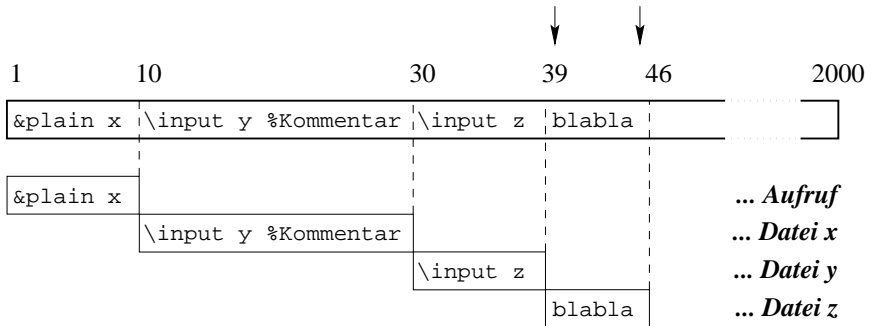 1 10 30 39 46 2000
&plain x \input y %Kommentar \input z blabla
&plain x ... Aufruf
\input y %Kommentar ... Datei x
\input z ... Datei y
blabla ... Datei z